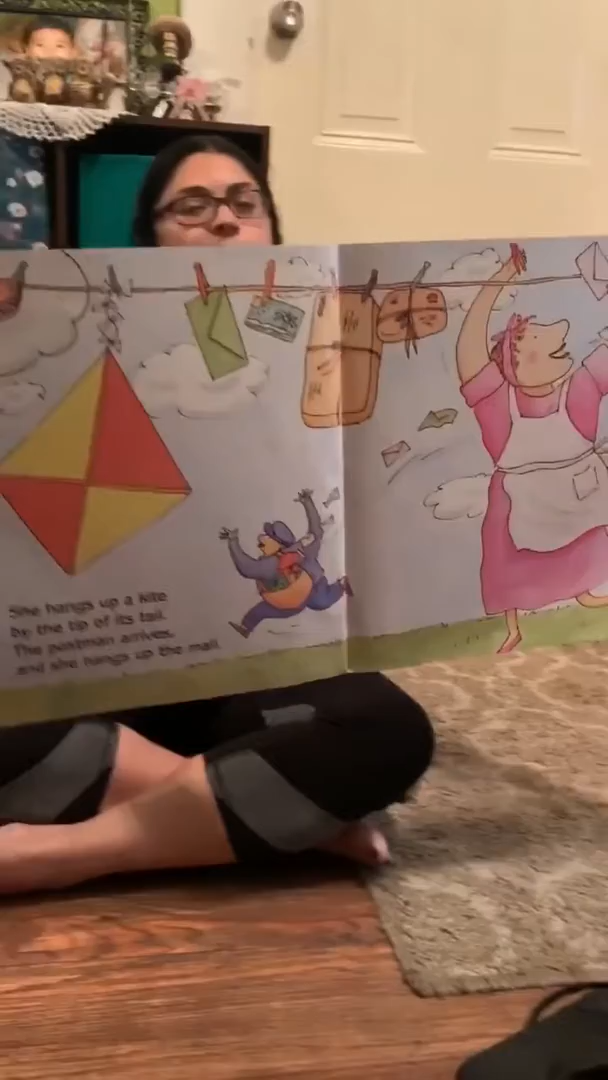 She hangs up a kite
by the tip of its tail.
The postman arrives,
and she hangs up the mail.